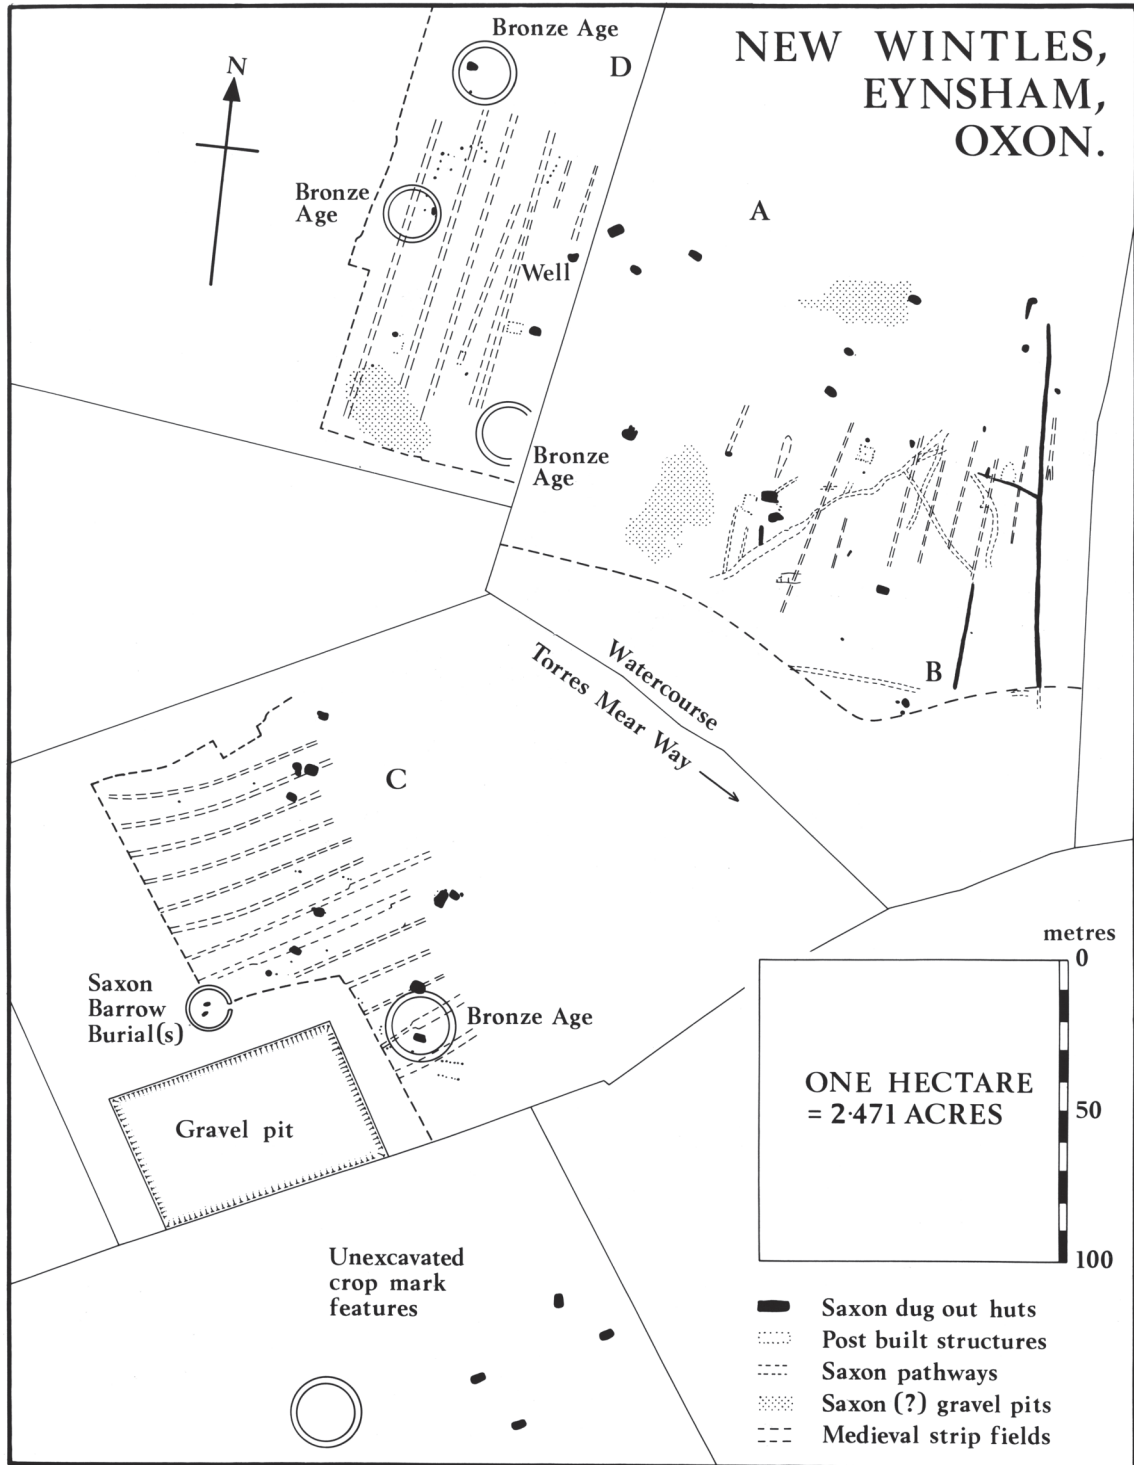 NEW WINTLES,
EYNSHAM,
OXON.
N
Bronze Age
D
Bronze
Age
A
Well
Bronze
Age
B
Watercourse
Torres Mear Way
C
Saxon
Barrow
Burial(s)
Bronze Age
Gravel pit
metres
0
50
100
ONE HECTARE
= 2·471 ACRES
Unexcavated
crop mark
features
Saxon dug out huts
Post built structures
Saxon pathways
Saxon (?) gravel pits
Medieval strip fields